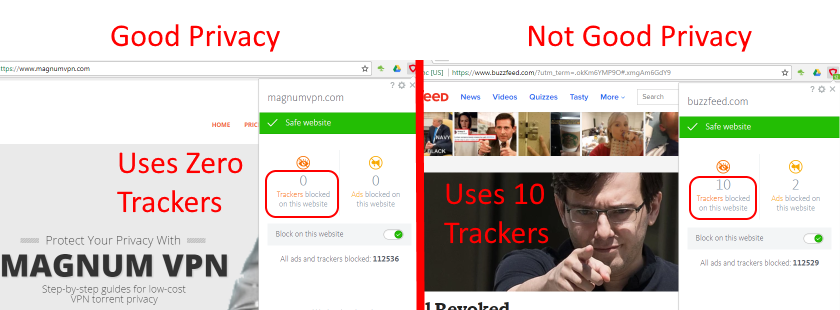 Good Privacy
https://www.magnumvpn.com
magnumvpn.com
Safe website
HOME
0
Trackers blocked
on this website
0
Ads blocked on
this website
Block on this website
All ads and trackers blocked: 112536
Uses Zero
Trackers
Protect Your Privacy With
MAGNUM VPN
Step-by-step guides for low-cost
VPN torrent privacy
Not Good Privacy
[US] https://www.buzzfeed.com/?utm_term=.okKm6YMP9O#.xmgAm6GdY9
News Videos Quizzes Tasty More
Search
NAVY
BLACK
buzzfeed.com
Safe website
10
Trackers blocked
on this website
2
Ads blocked on
this website
Block on this website
All ads and trackers blocked: 112529
Uses 10
Trackers
Revoked